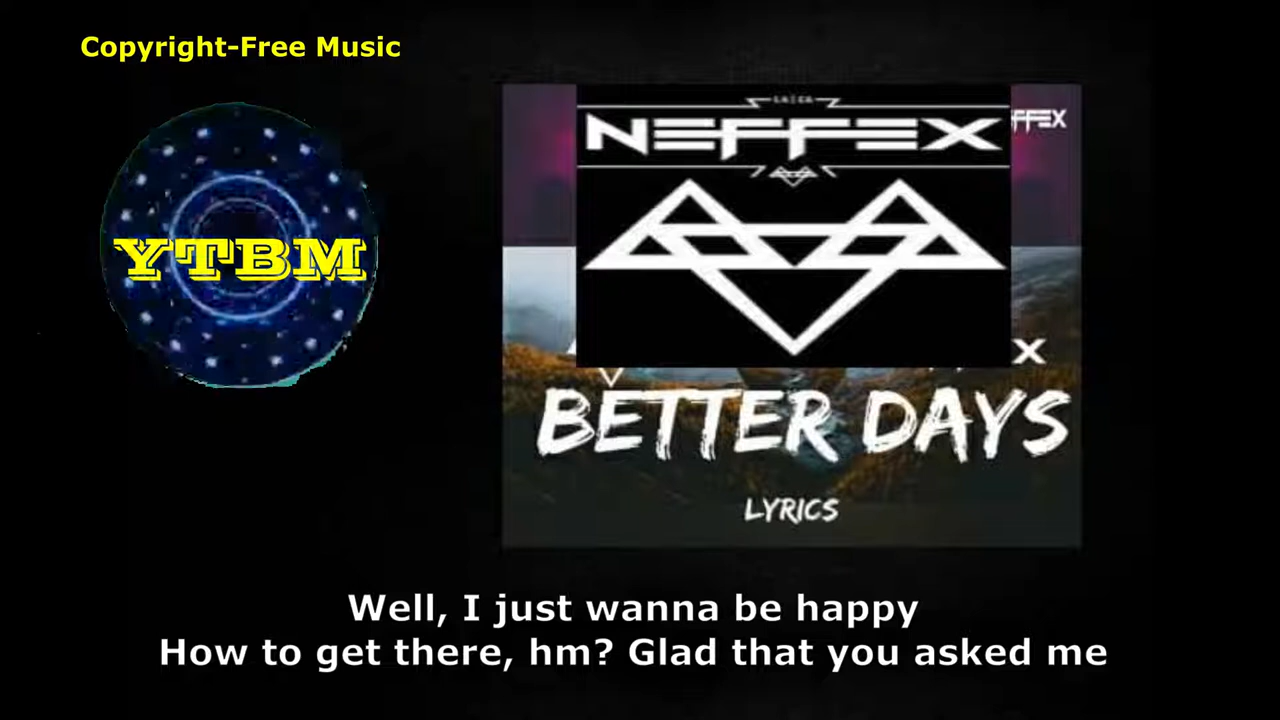 Copyright-Free Music
NEFFEX
FFEX
YTBM
X
BETTER DAYS
LYRICS
Well, I just wanna be happy
How to get there, hm? Glad that you asked me